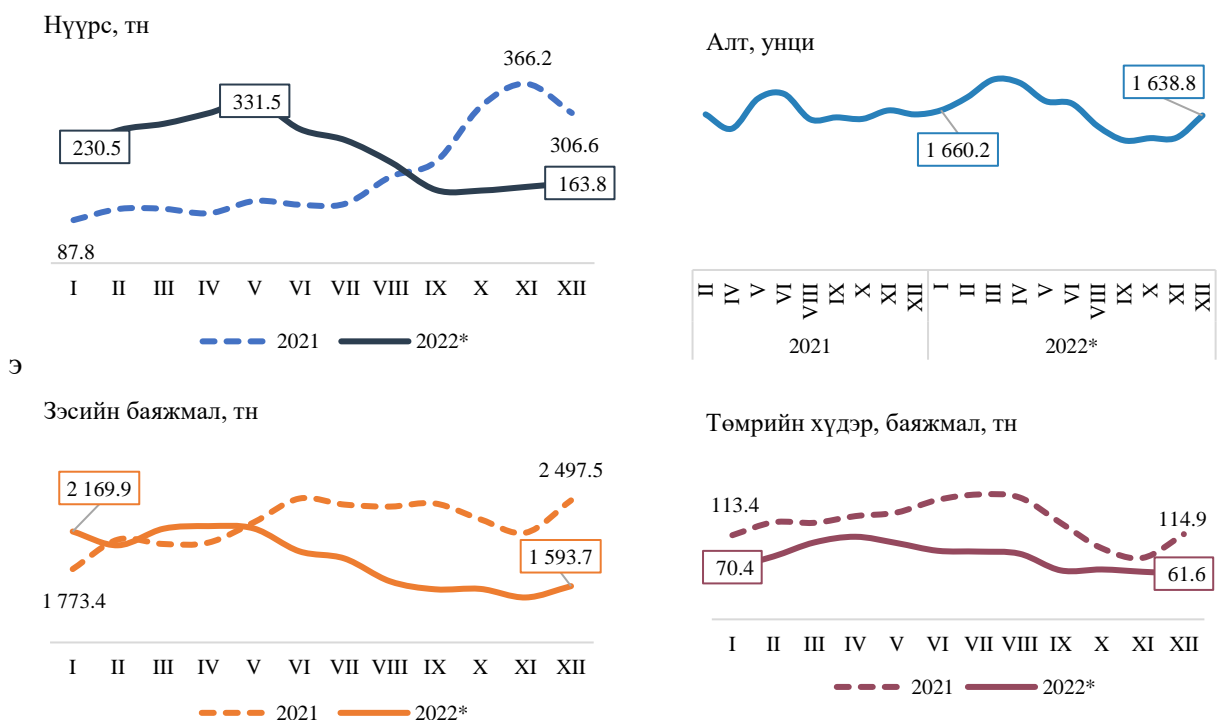 Нүүрс, тн
366.2
331.5
230.5
306.6
163.8
87.8
I II III IV V VI VII VIII IX X XI XII
2021 2022*
Алт, унци
1 638.8
1 660.2
II IV V VI VIII IX X XI XII I II III IV V VI VIII IX X XI XII
2021 2022*
Э
Зэсийн баяжмал, тн
2 497.5
2 169.9
1 593.7
1 773.4
I II III IV V VI VII VIII IX X XI XII
2021 2022*
Төмрийн хүдэр, баяжмал, тн
113.4
114.9
70.4
61.6
I II III IV V VI VII VIII IX X XI XII
2021 2022*